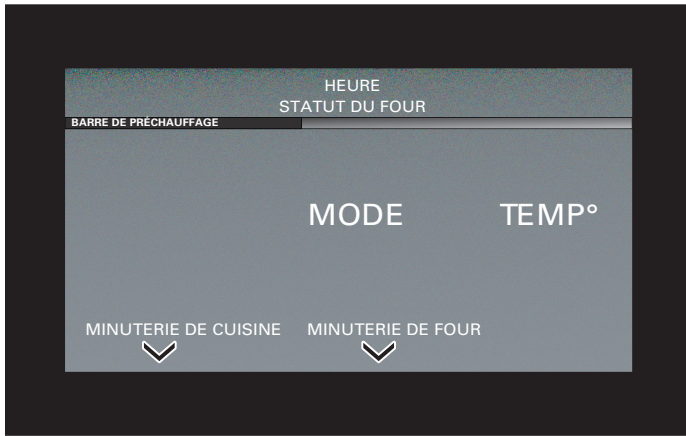 HEURE
STATUT DU FOUR
BARRE DE PRÉCHAUFFAGE
MODE TEMP°
MINUTERIE DE CUISINE MINUTERIE DE FOUR